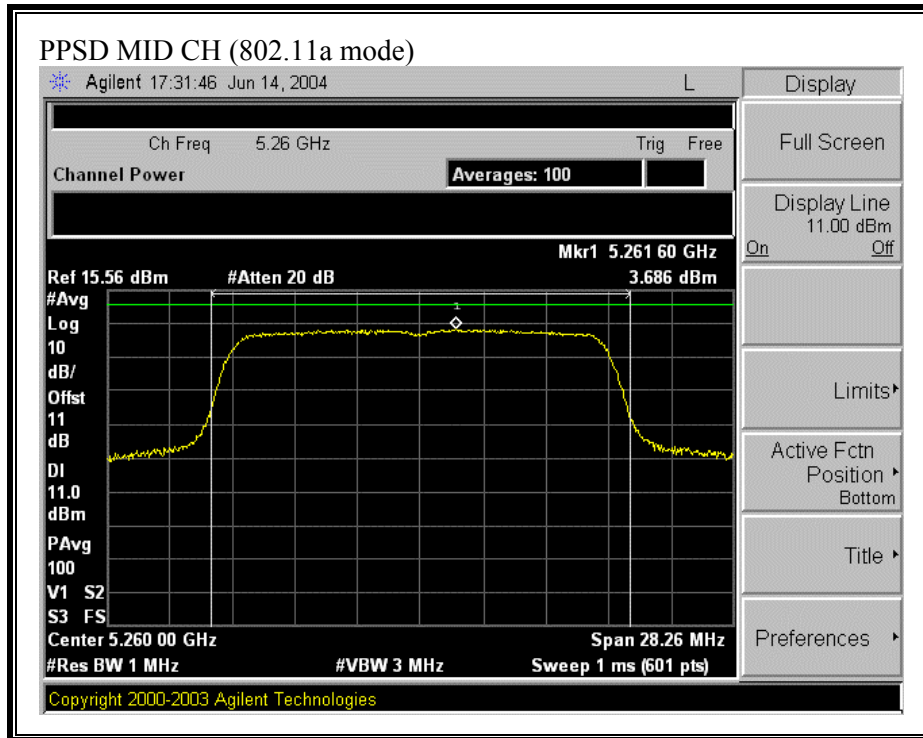 PPSD MID CH (802.11a mode)
Agilent 17:31:46 Jun 14, 2004 L
Display
Ch Freq 5.26 GHz Trig Free
Channel Power Averages: 100
Full Screen
Display Line
11.00 dBm
On Off
Mkr1 5.261 60 GHz
Ref 15.56 dBm #Atten 20 dB 3.686 dBm
#Avg
Log
10
dB/
Offst
11
dB
DI
11.0
dBm
PAvg
100
V1 S2
S3 FS
1
Center 5.260 00 GHz Span 28.26 MHz
#Res BW 1 MHz #VBW 3 MHz Sweep 1 ms (601 pts)
Limits
Active Fctn
Position
Bottom
Title
Preferences
Copyright 2000-2003 Agilent Technologies